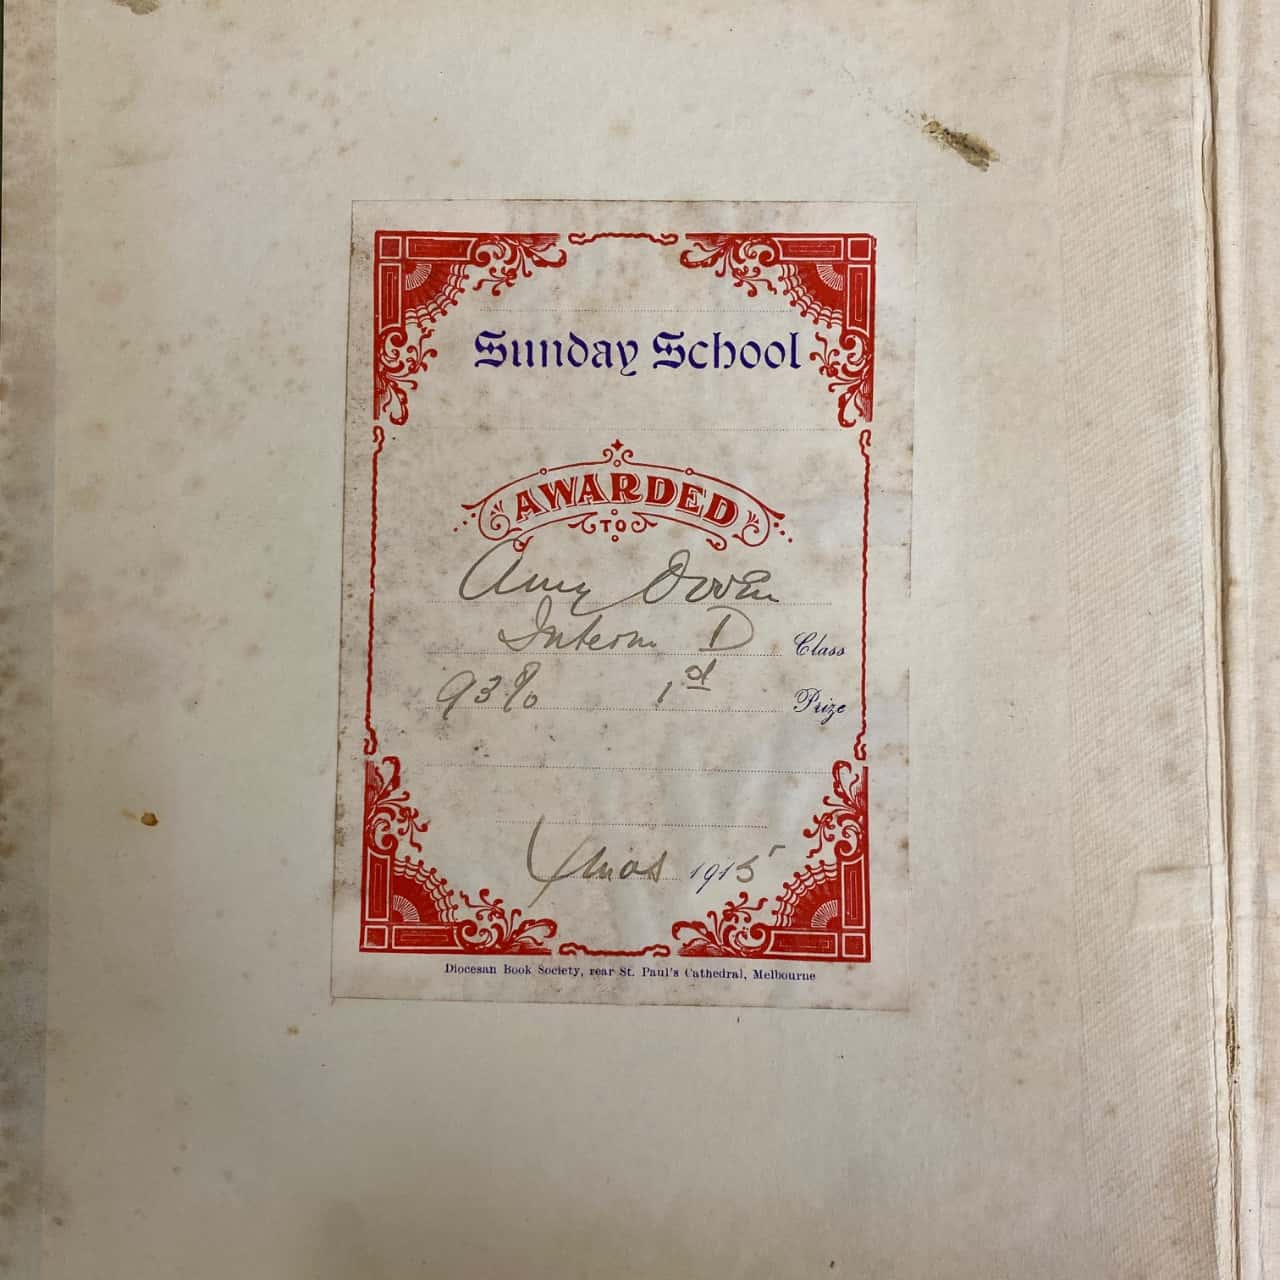 Sunday School
AWARDED
TO
Amy Owen
Interm D Class
93% 1st Prize
Xmas 1915
Diocesan Book Society, rear St. Paul's Cathedral, Melbourne